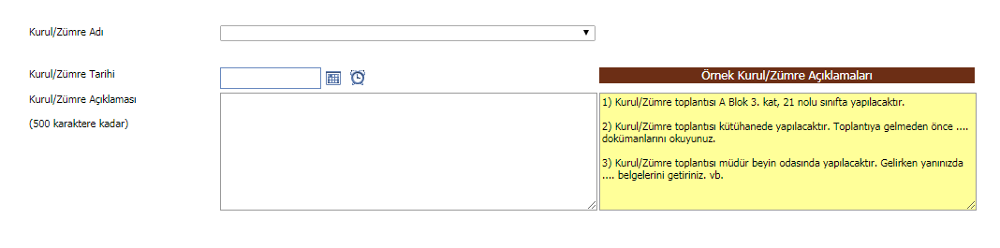 Kurul/Zümre Adı
Kurul/Zümre Tarihi
Örnek Kurul/Zümre Açıklamaları
Kurul/Zümre Açıklaması
(500 karaktere kadar)
1) Kurul/Zümre toplantısı A Blok 3. kat, 21 nolu sınıfta yapılacaktır.
2) Kurul/Zümre toplantısı kütühanede yapılacaktır. Toplantıya gelmeden önce ....
dokümanlarını okuyunuz.
3) Kurul/Zümre toplantısı müdür beyin odasında yapılacaktır. Gelirken yanınızda
.... belgelerini getiriniz. vb.